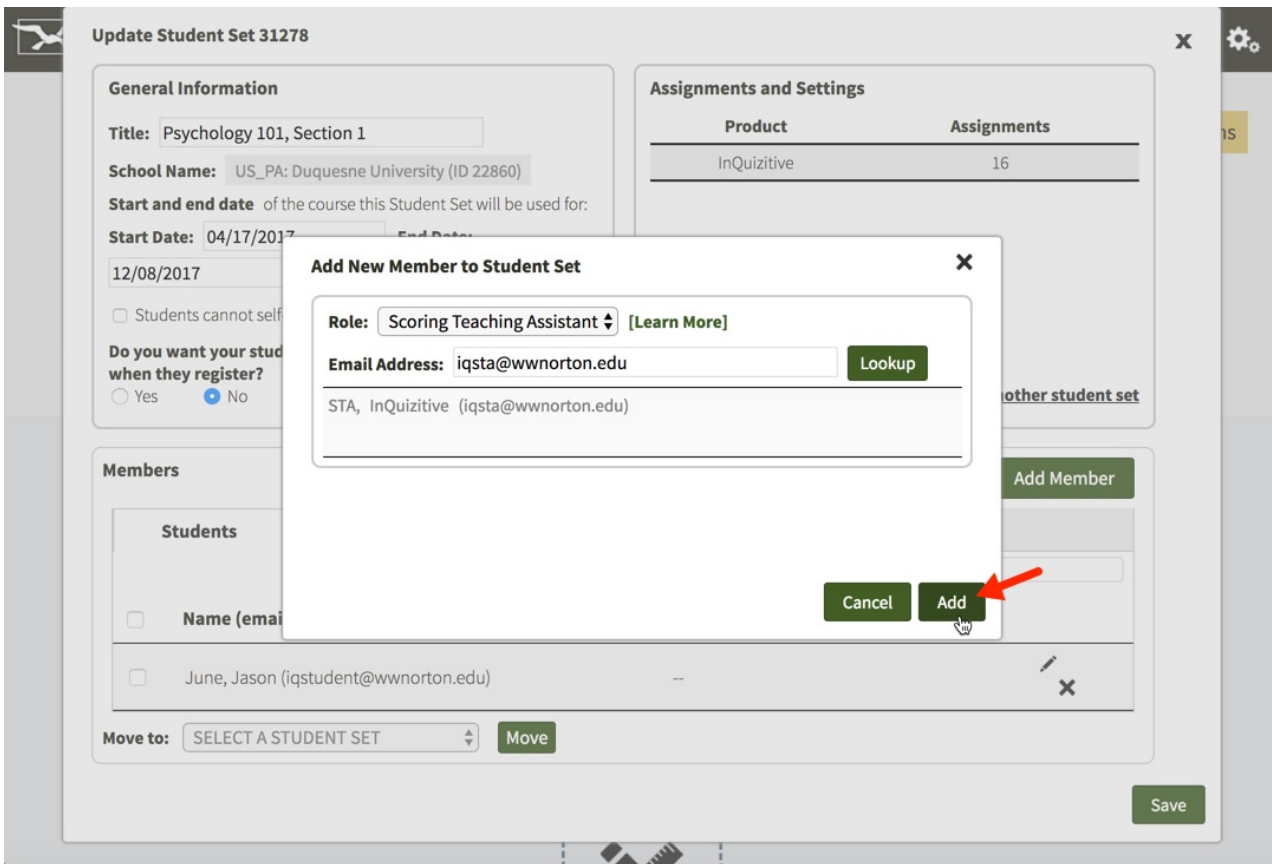 Update Student Set 31278
X
General Information
Title: Psychology 101, Section 1
School Name: US_PA: Duquesne University (ID 22860)
Start and end date of the course this Student Set will be used for:
Start Date: 04/17/2017 End Date:
12/08/2017
Students cannot self
Do you want your stud
when they register?
Yes No
Assignments and Settings
Product Assignments
InQuizitive 16
other student set
ns
Add New Member to Student Set
Role: Scoring Teaching Assistant [Learn More]
Email Address: iqsta@wwnorton.edu Lookup
STA, InQuizitive (iqsta@wwnorton.edu)
Cancel Add
Members
Add Member
Students
Name (emai
June, Jason (iqstudent@wwnorton.edu) --
Move to: SELECT A STUDENT SET Move
Save